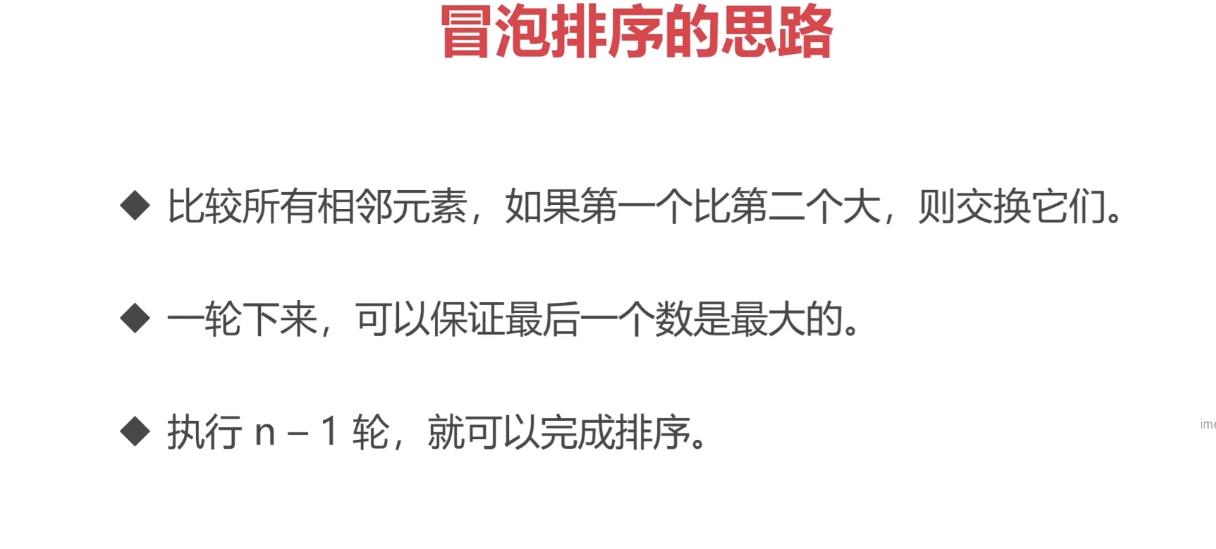 冒泡排序的思路
◆ 比较所有相邻元素，如果第一个比第二个大，则交换它们。
◆ 一轮下来，可以保证最后一个数是最大的。
◆ 执行 n – 1 轮，就可以完成排序。